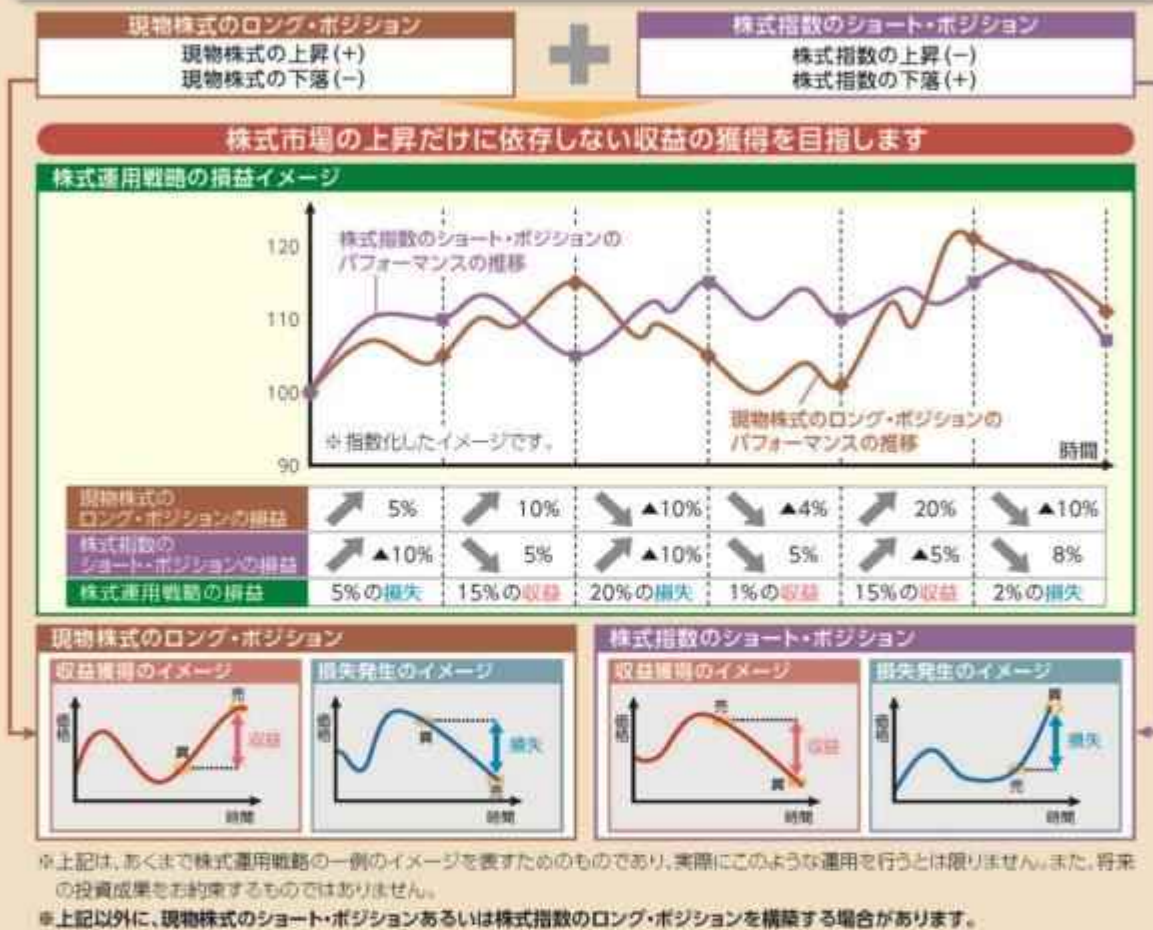 現物株式のロング・ポジション
現物株式の上昇(+)
現物株式の下落(−)
株式指数のショート・ポジション
株式指数の上昇(−)
株式指数の下落(+)
株式市場の上昇だけに依存しない収益の獲得を目指します
株式運用戦略の損益イメージ
120
110
100
90
株式指数のショート・ポジションの
パフォーマンスの推移
現物株式のロング・ポジションの
パフォーマンスの推移
※指数化したイメージです。
時間
現物株式の
ロング・ポジションの損益
5% 10% ▲10% ▲4% 20% ▲10%
株式指数の
ショート・ポジションの損益
▲10% 5% ▲10% 5% ▲5% 8%
株式運用戦略の損益 5%の損失 15%の収益 20%の損失 1%の収益 15%の収益 2%の損失
現物株式のロング・ポジション
収益獲得のイメージ
価格
売
買
収益
時間
損失発生のイメージ
価格
買
損失
売
時間
株式指数のショート・ポジション
収益獲得のイメージ
価格
売
収益
買
時間
損失発生のイメージ
価格
買
損失
売
時間
※上記は、あくまで株式運用戦略の一例のイメージを表すためのものであり、実際にこのような運用を行うとは限りません。また、将来
の投資成果をお約束するものではありません。
※上記以外に、現物株式のショート・ポジションあるいは株式指数のロング・ポジションを構築する場合があります。